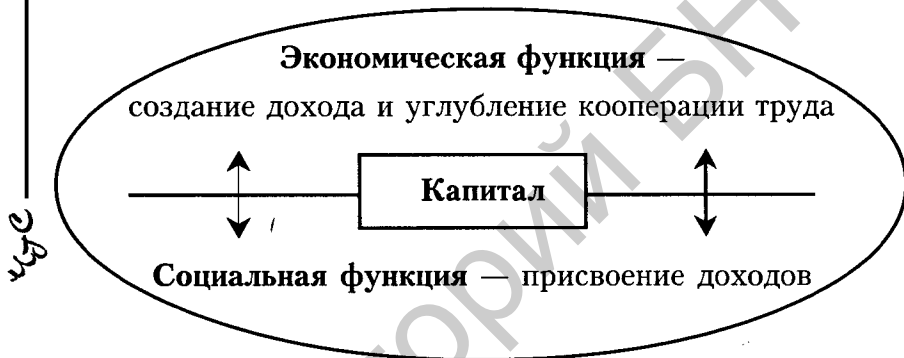 Экономическая функция —
создание дохода и углубление кооперации труда
Капитал
Социальная функция — присвоение доходов